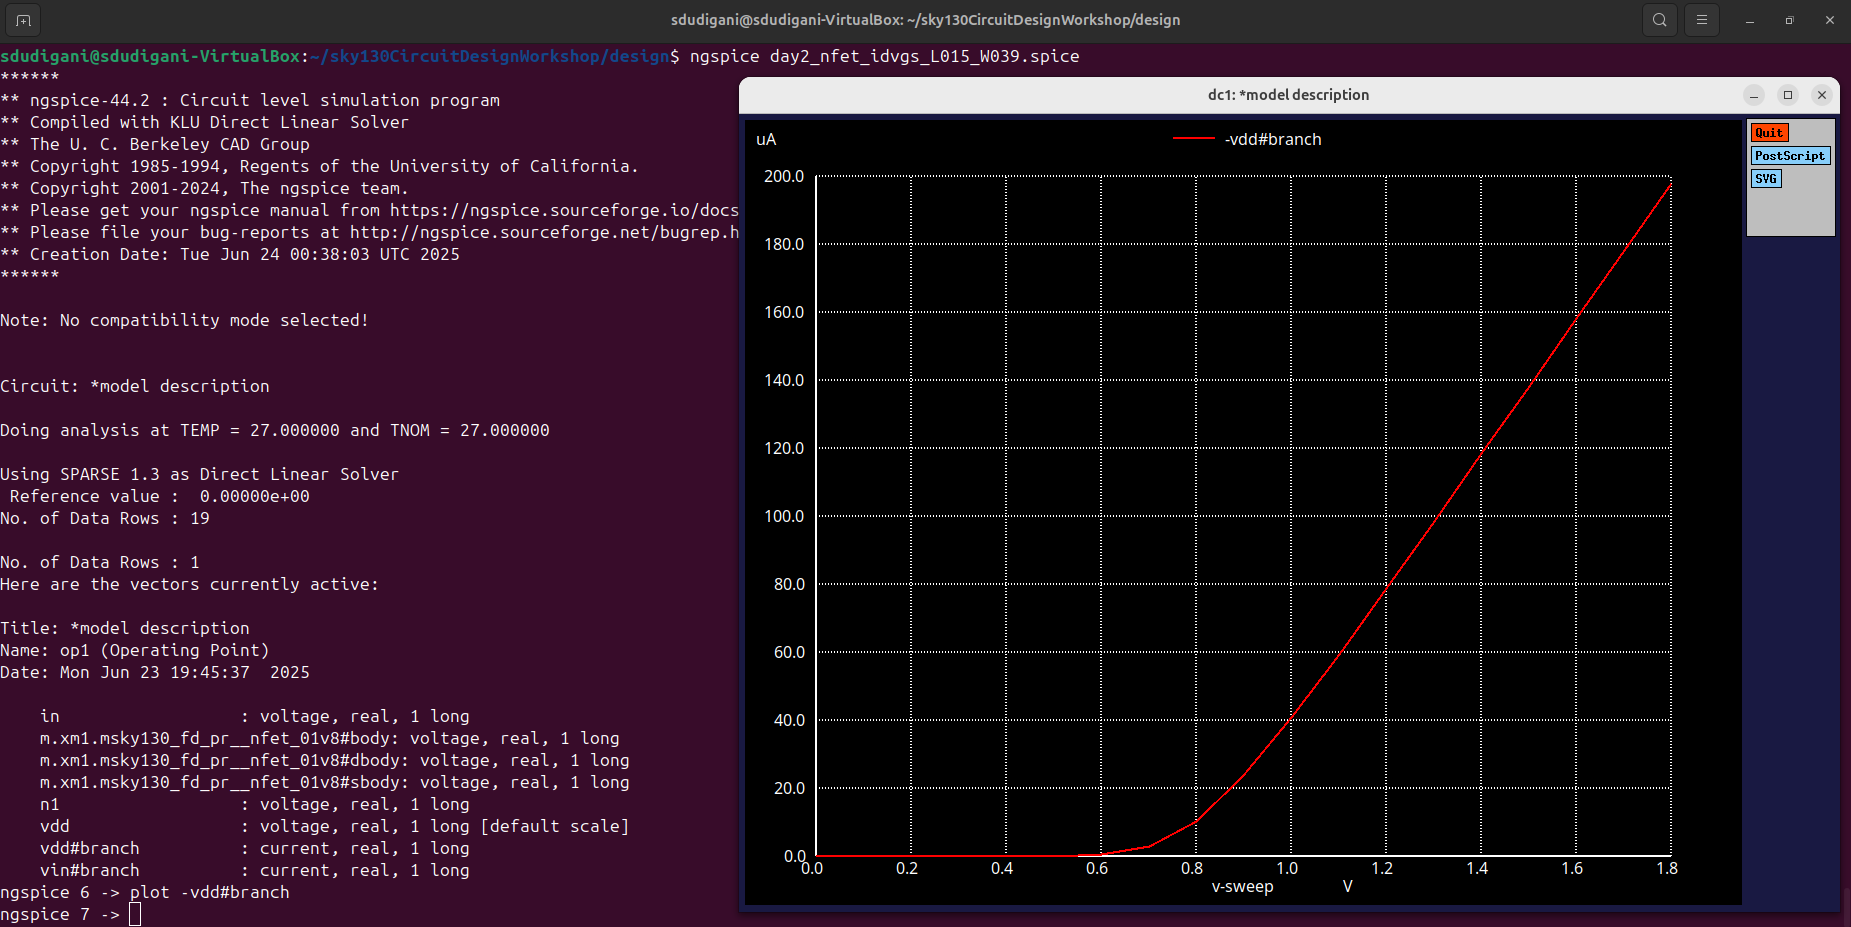 sdudigani@sdudigani-VirtualBox: ~/sky130CircuitDesignWorkshop/design
sdudigani@sdudigani-VirtualBox:~/sky130CircuitDesignWorkshop/design$ ngspice day2_nfet_idvgs_L015_W039.spice
******
** ngspice-44.2 : Circuit level simulation program
** Compiled with KLU Direct Linear Solver
** The U. C. Berkeley CAD Group
** Copyright 1985-1994, Regents of the University of California.
** Copyright 2001-2024, The ngspice team.
** Please get your ngspice manual from https://ngspice.sourceforge.io/docs
** Please file your bug-reports at http://ngspice.sourceforge.net/bugrep.h
** Creation Date: Tue Jun 24 00:38:03 UTC 2025
******
Note: No compatibility mode selected!
Circuit: *model description
Doing analysis at TEMP = 27.000000 and TNOM = 27.000000
Using SPARSE 1.3 as Direct Linear Solver
Reference value :  0.00000e+00
No. of Data Rows : 19
No. of Data Rows : 1
Here are the vectors currently active:
Title: *model description
Name: op1 (Operating Point)
Date: Mon Jun 23 19:45:37  2025
in : voltage, real, 1 long
m.xm1.msky130_fd_pr__nfet_01v8#body: voltage, real, 1 long
m.xm1.msky130_fd_pr__nfet_01v8#dbody: voltage, real, 1 long
m.xm1.msky130_fd_pr__nfet_01v8#sbody: voltage, real, 1 long
n1 : voltage, real, 1 long
vdd : voltage, real, 1 long [default scale]
vdd#branch : current, real, 1 long
vin#branch : current, real, 1 long
ngspice 6 -> plot -vdd#branch
ngspice 7 ->
dc1: *model description
uA
-vdd#branch
Quit
PostScript
SVG
200.0
180.0
160.0
140.0
120.0
100.0
80.0
60.0
40.0
20.0
0.0
0.0 0.2 0.4 0.6 0.8 1.0 1.2 1.4 1.6 1.8
v-sweep V